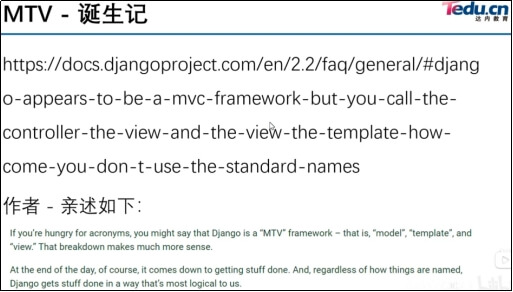 MTV - 诞生记
Tedu.cn
达内教育
https://docs.djangoproject.com/en/2.2/faq/general/#djang
o-appears-to-be-a-mvc-framework-but-you-call-the-
controller-the-view-and-the-view-the-template-how-
come-you-don-t-use-the-standard-names
作者 - 亲述如下：
If you're hungry for acronyms, you might say that Django is a "MTV" framework – that is, "model", "template", and
"view." That breakdown makes much more sense.
At the end of the day, of course, it comes down to getting stuff done. And, regardless of how things are named,
Django gets stuff done in a way that's most logical to us.